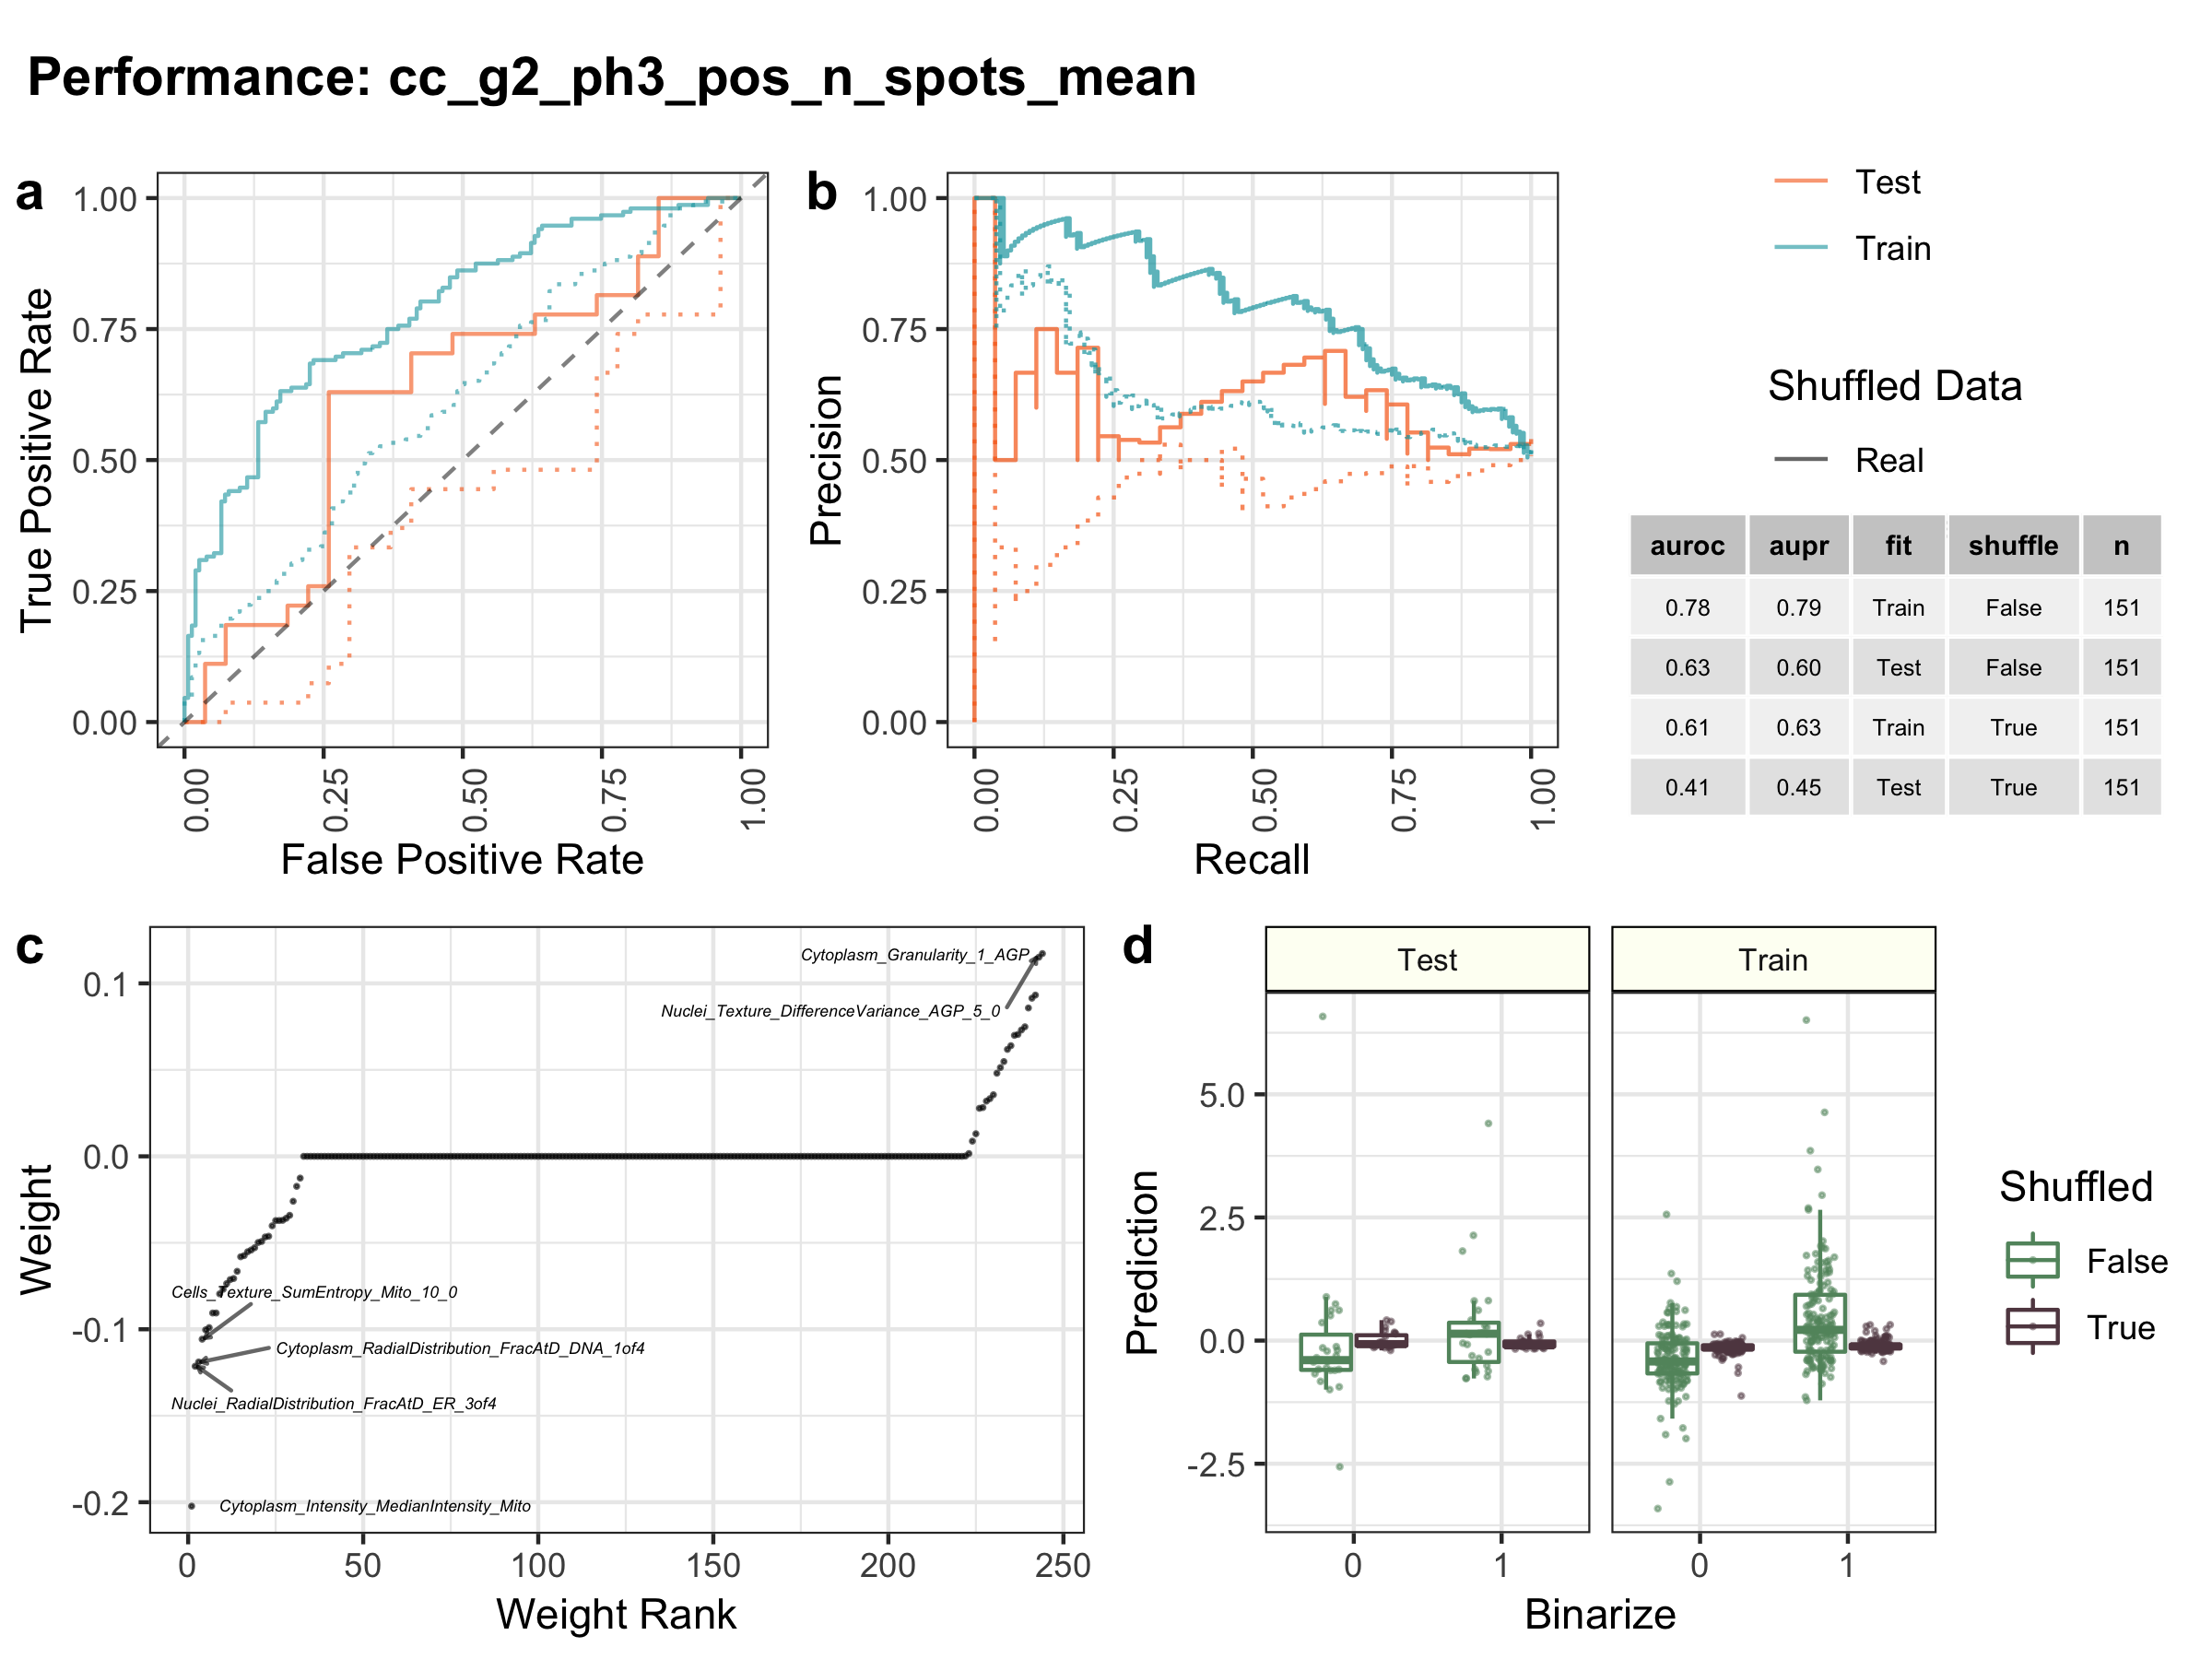 Performance: cc_g2_ph3_pos_n_spots_mean
a
1.00
0.75
0.50
0.25
0.00
True Positive Rate
0.00
0.25
0.50
0.75
1.00
False Positive Rate
b
1.00
0.75
0.50
0.25
0.00
Precision
0.00
0.25
0.50
0.75
1.00
Recall
Test
Train
Shuffled Data
Real
auroc aupr fit shuffle n
0.78 0.79 Train False 151
0.63 0.60 Test False 151
0.61 0.63 Train True 151
0.41 0.45 Test True 151
c
0.1
0.0
-0.1
-0.2
Weight
Cytoplasm_Granularity_1_AGP
Nuclei_Texture_DifferenceVariance_AGP_5_0
Cells_Texture_SumEntropy_Mito_10_0
Cytoplasm_RadialDistribution_FracAtD_DNA_1of4
Nuclei_RadialDistribution_FracAtD_ER_3of4
Cytoplasm_Intensity_MedianIntensity_Mito
0
50
100
150
200
250
Weight Rank
d
Test
Train
5.0
2.5
0.0
-2.5
Prediction
0
1
0
1
Binarize
Shuffled
False
True